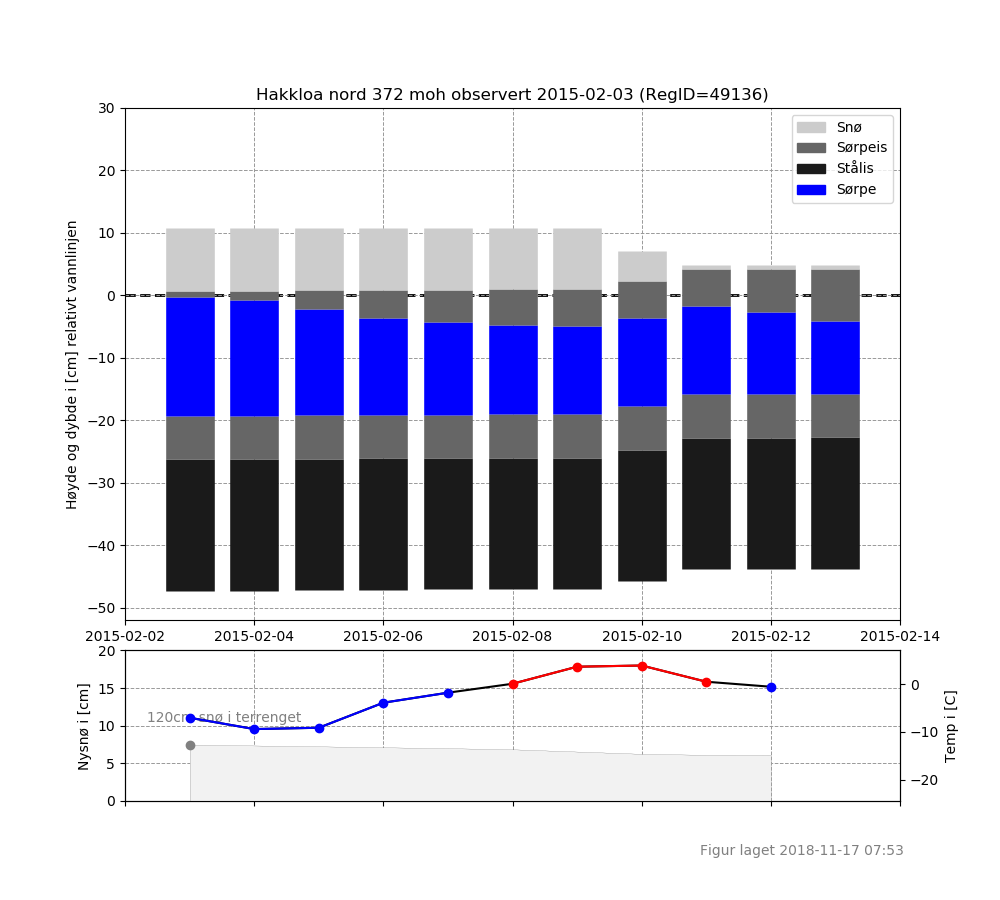 Hakkloa nord 372 moh observert 2015-02-03 (RegID=49136)
30
20
10
0
−10
−20
−30
−40
−50
Høyde og dybde i [cm] relativt vannlinjen
Snø
Sørpeis
Stålis
Sørpe
2015-02-02 2015-02-04 2015-02-06 2015-02-08 2015-02-10 2015-02-12 2015-02-14
20
15
10
5
0
Nysnø i [cm]
120cm snø i terrenget
0
−10
−20
Temp i [C]
Figur laget 2018-11-17 07:53